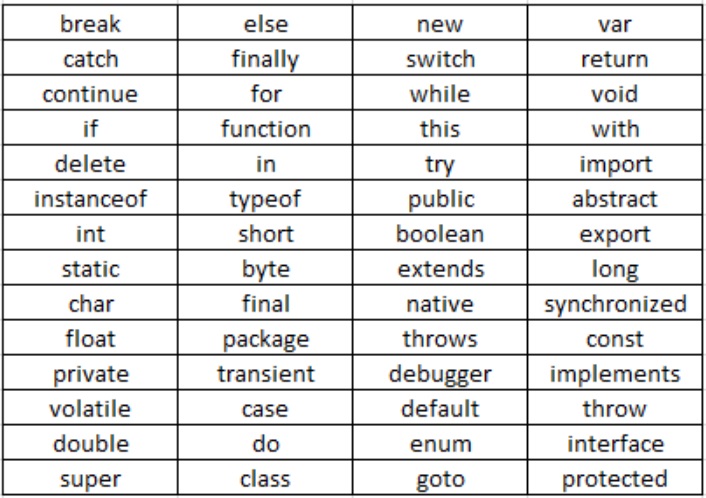 break else new var
catch finally switch return
continue for while void
if function this with
delete in try import
instanceof typeof public abstract
int short boolean export
static byte extends long
char final native synchronized
float package throws const
private transient debugger implements
volatile case default throw
double do enum interface
super class goto protected